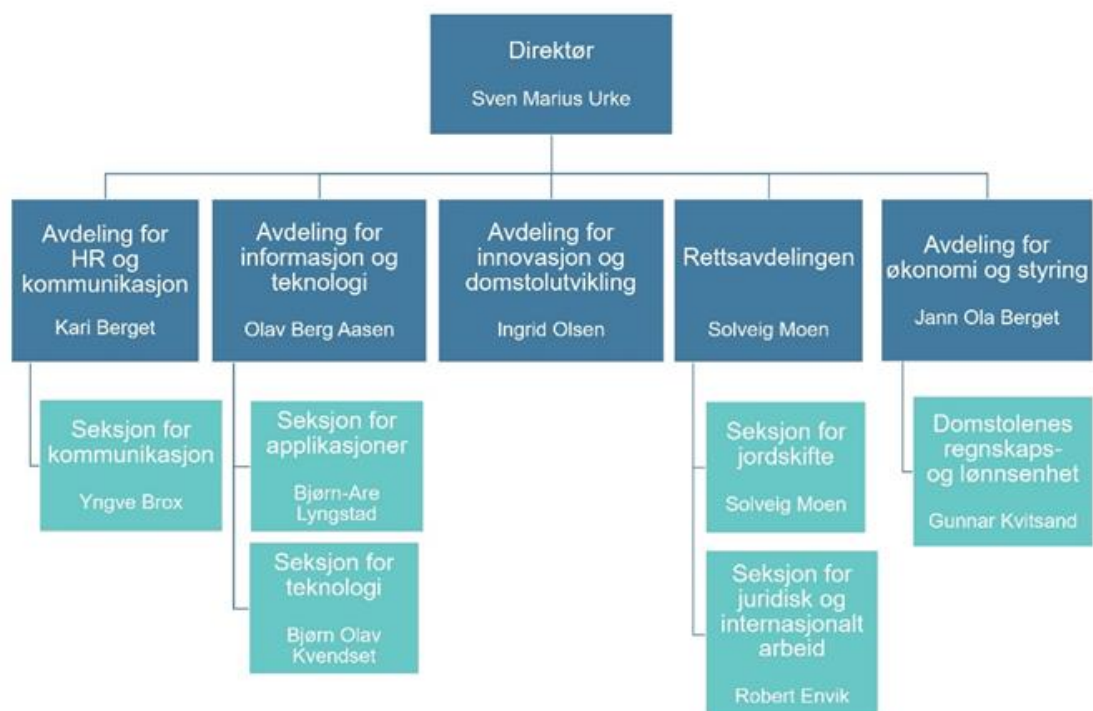 Direktør
Sven Marius Urke
Avdeling for
HR og
kommunikasjon
Kari Berget
Avdeling for
informasjon og
teknologi
Olav Berg Aasen
Avdeling for
innovasjon og
domstolutvikling
Ingrid Olsen
Rettsavdelingen
Solveig Moen
Avdeling for
økonomi og styring
Jann Ola Berget
Seksjon for
kommunikasjon
Yngve Brox
Seksjon for
applikasjoner
Bjørn-Are
Lyngstad
Seksjon for
teknologi
Bjørn Olav
Kvendset
Seksjon for
jordskifte
Solveig Moen
Seksjon for
juridisk og
internasjonalt
arbeid
Robert Envik
Domstolenes
regnskaps-
og lønnsenhet
Gunnar Kvitsand